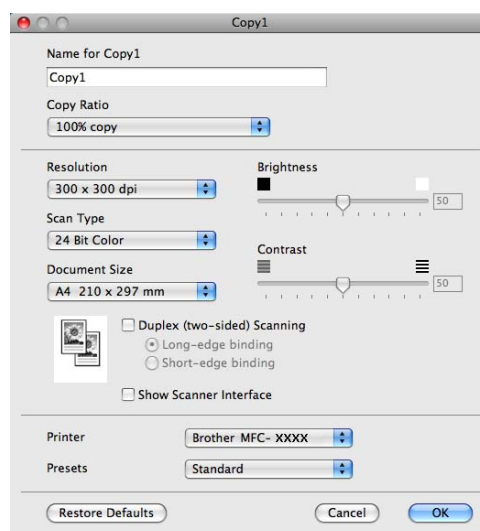 Copy1
Name for Copy1
Copy1
Copy Ratio
100% copy
Resolution
300 x 300 dpi
Scan Type
24 Bit Color
Document Size
A4 210 x 297 mm
Brightness
50
Contrast
50
Duplex (two-sided) Scanning
Long-edge binding
Short-edge binding
Show Scanner Interface
Printer
Brother MFC- XXXX
Presets
Standard
Restore Defaults
Cancel
OK